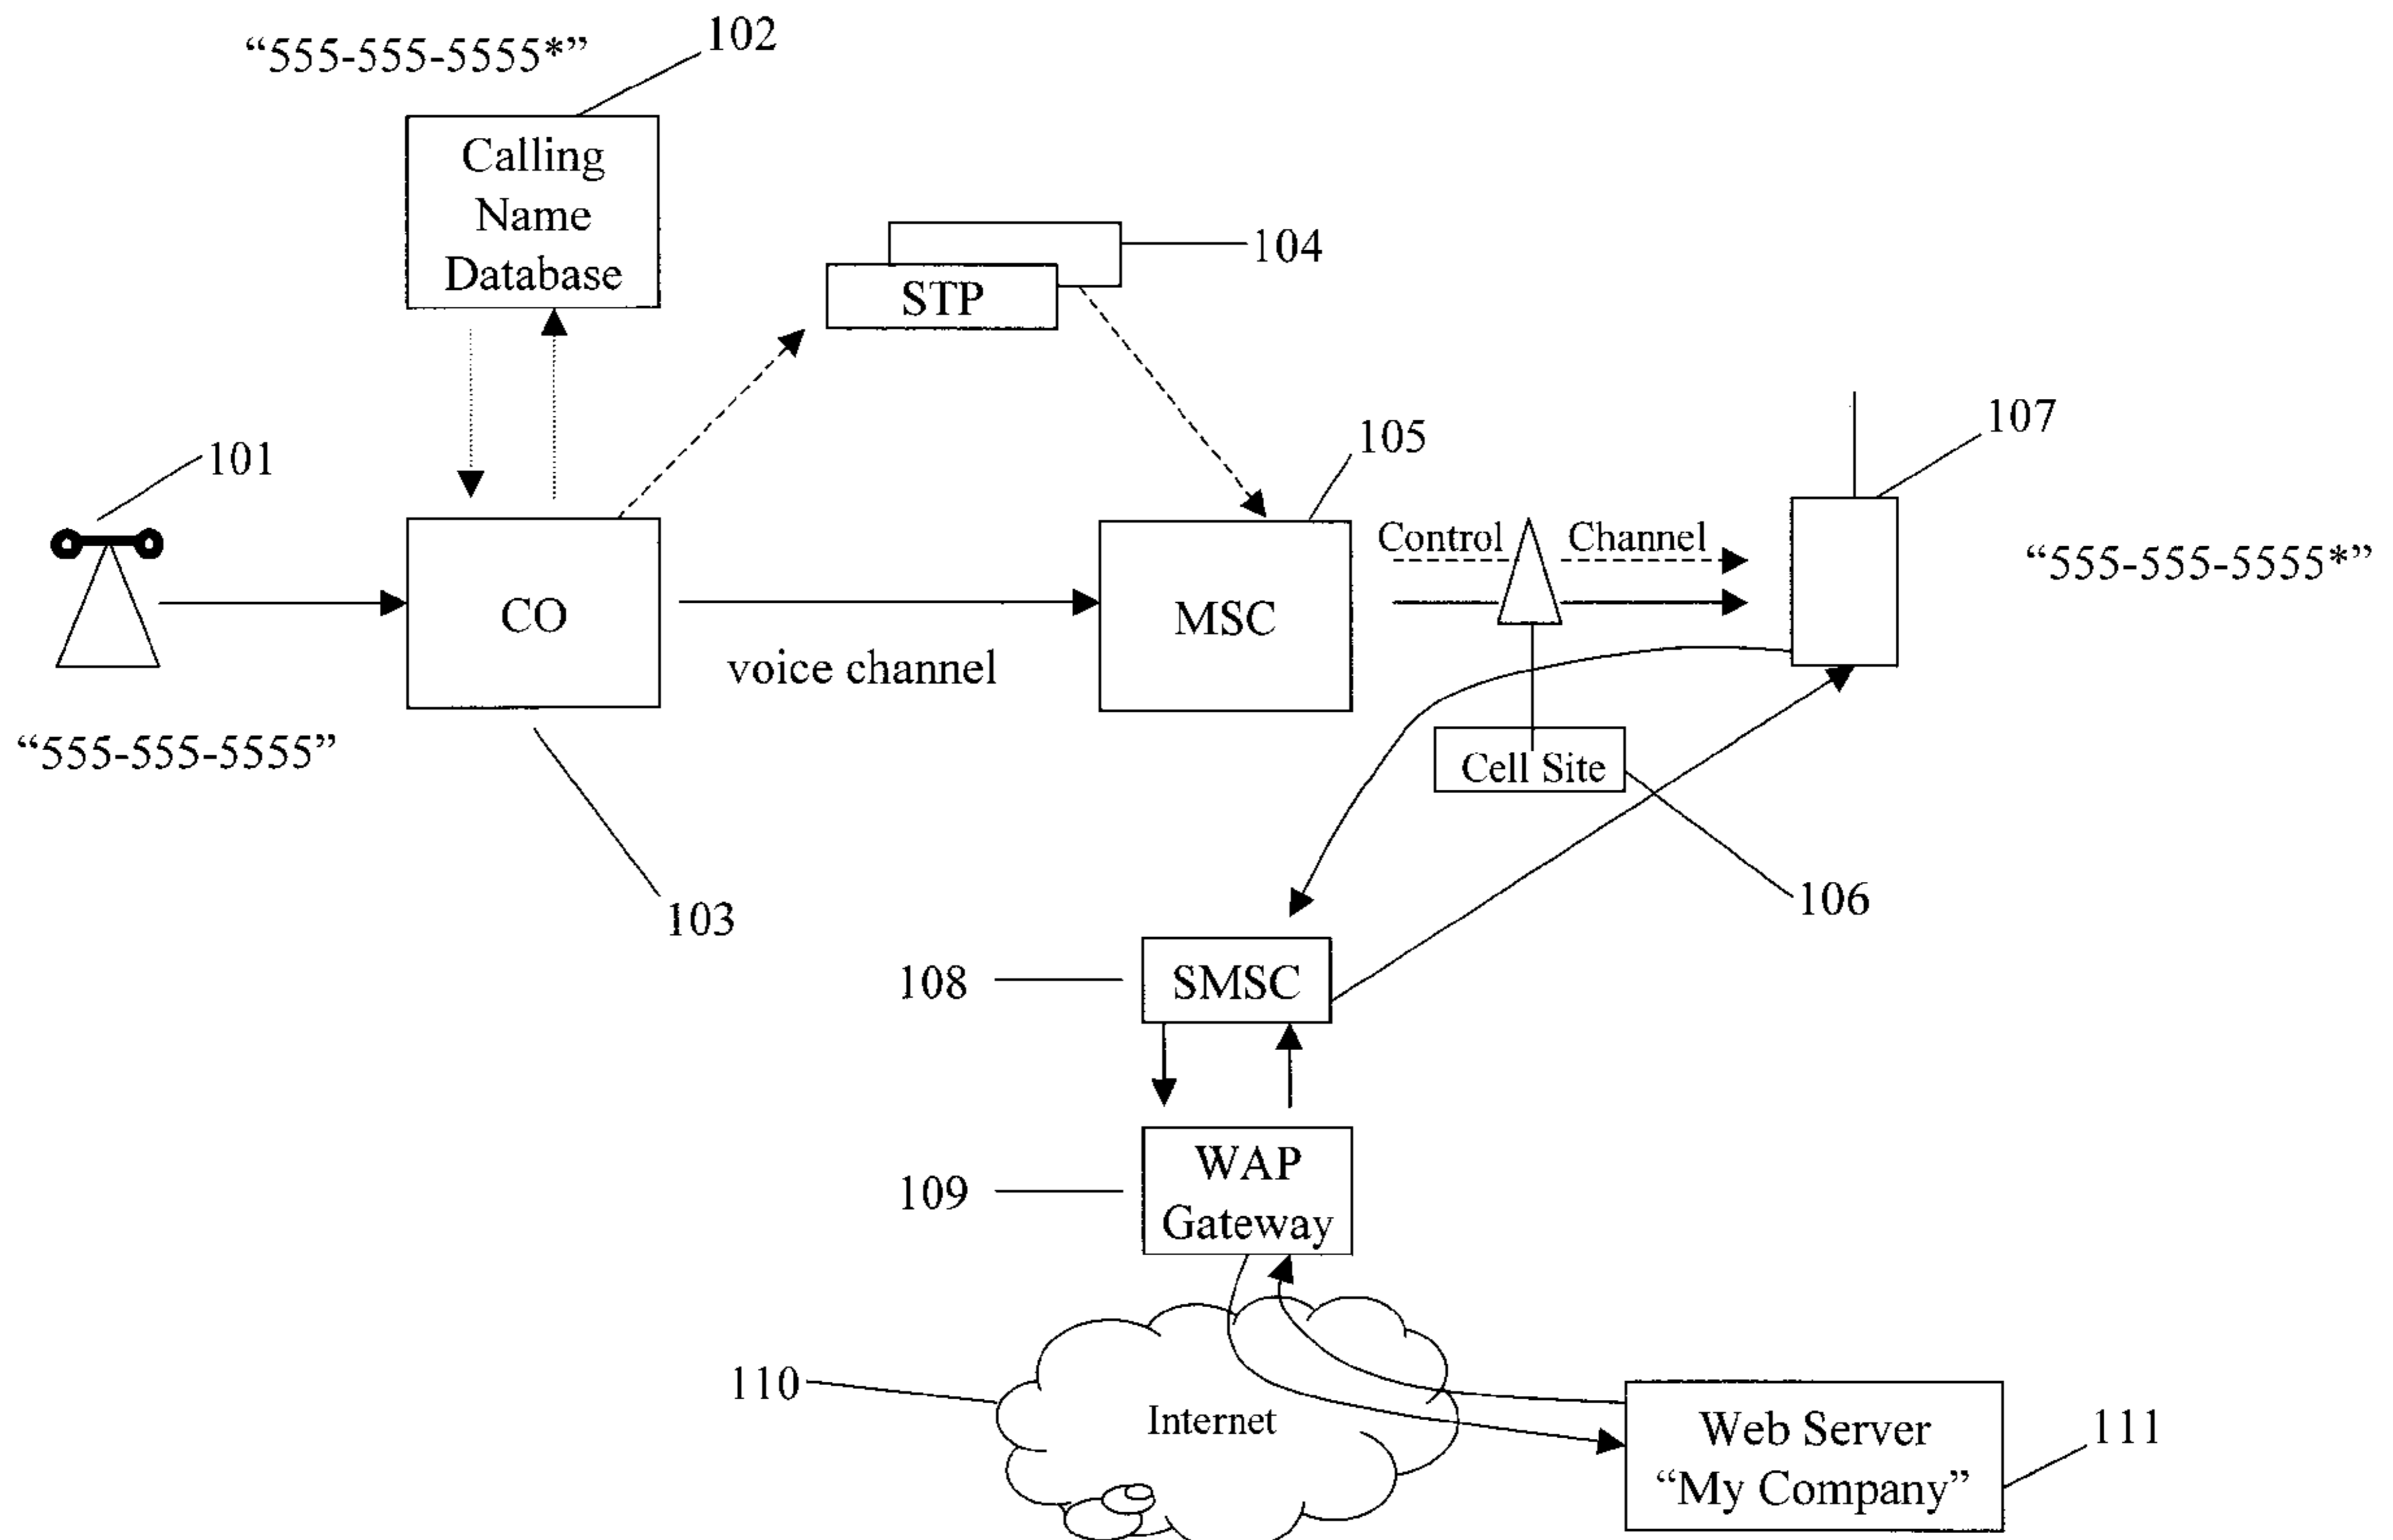 “555-555-5555*”
102
Calling
Name
Database
104
STP
101
105
107
CO
voice channel
MSC
Control Channel
“555-555-5555*”
“555-555-5555”
Cell Site
103
106
108
SMSC
109
WAP
Gateway
110
Internet
Web Server
“My Company”
111